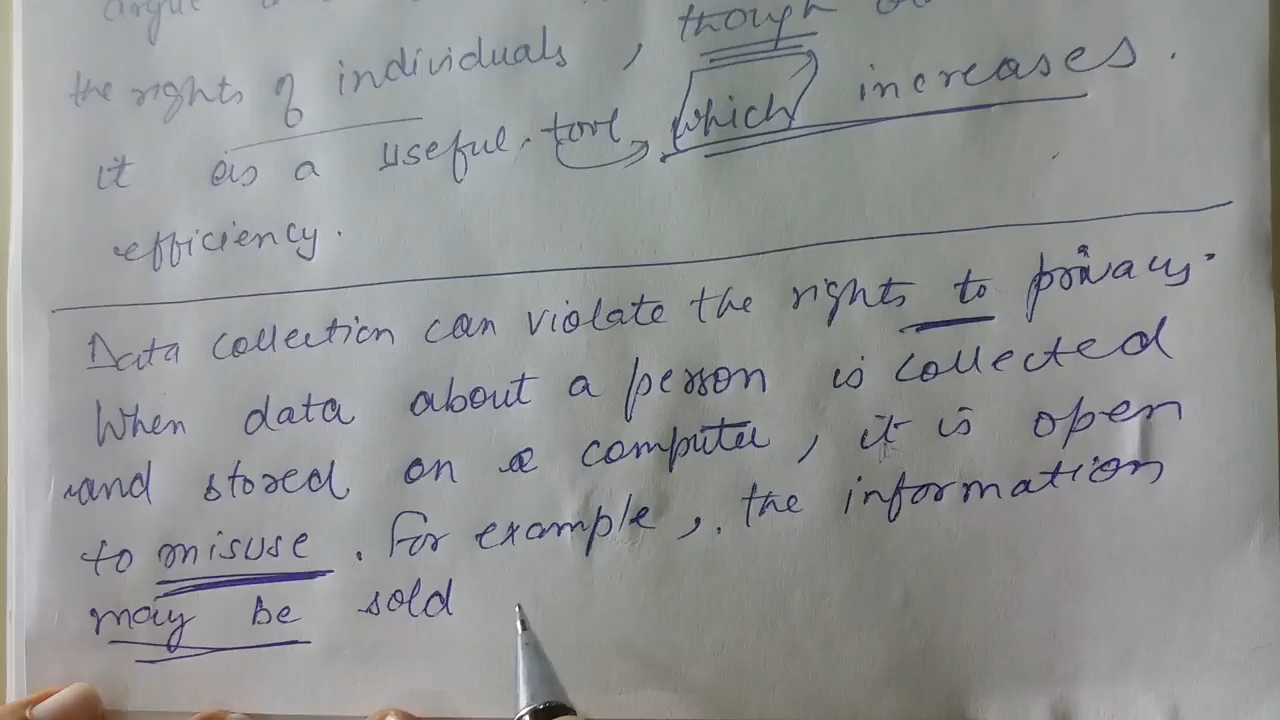 argue
the rights of individuals, though
it as a useful tool which increases.
efficiency.
Data collection can violate the rights to privacy.
When data about a person is collected
and stored on a computer, it is open
to misuse. For example, the information
may be sold